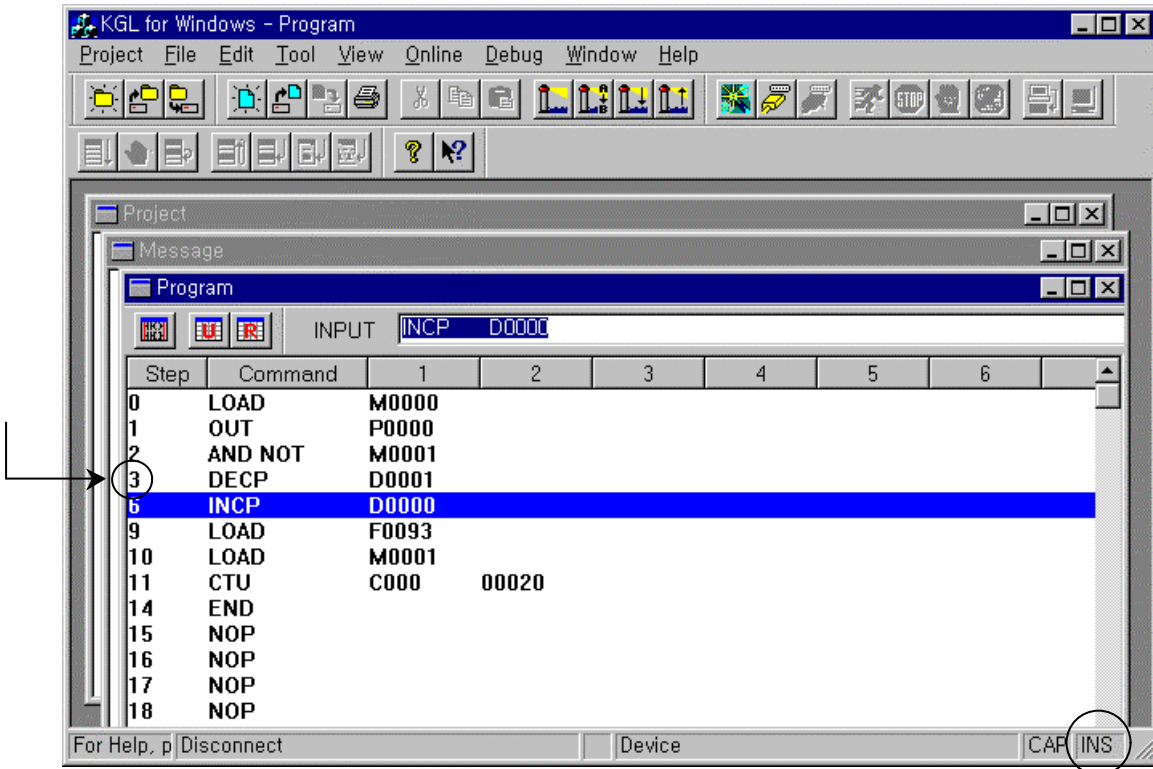 KGL for Windows - Program
Project File Edit Tool View Online Debug Window Help
STOP
Project
Message
Program
U R INPUT INCP D0000
Step Command 1 2 3 4 5 6
0 LOAD M0000
1 OUT P0000
2 AND NOT M0001
3 DECP D0001
6 INCP D0000
9 LOAD F0093
10 LOAD M0001
11 CTU C000 00020
14 END
15 NOP
16 NOP
17 NOP
18 NOP
For Help, p Disconnect Device CAP INS